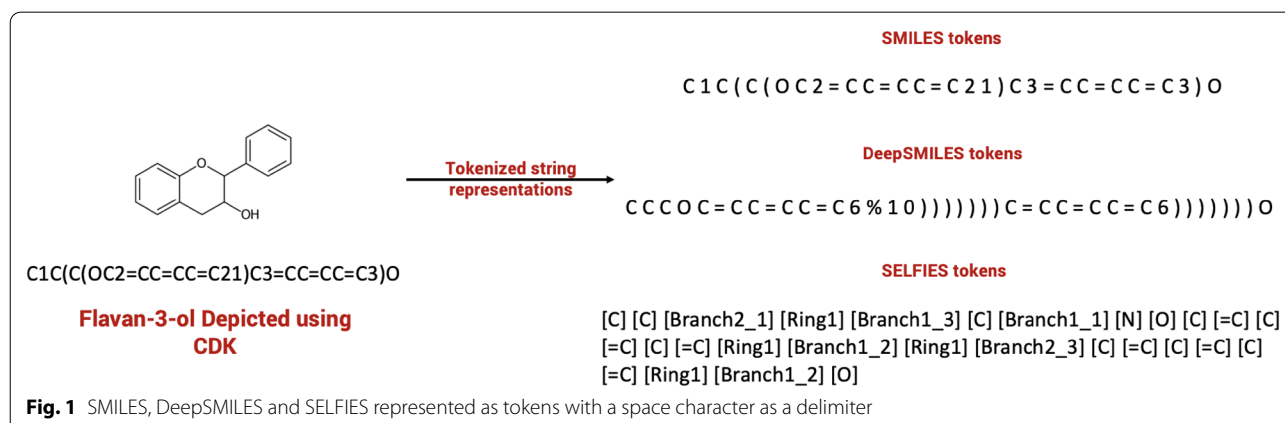 O
OH
C1C(C(OC2=CC=CC=C21)C3=CC=CC=C3)O
Flavan-3-ol Depicted using
CDK
Tokenized string
representations
SMILES tokens
C 1 C ( C ( O C 2 = C C = C C = C 2 1 ) C 3 = C C = C C = C 3 ) O
DeepSMILES tokens
C C C O C = C C = C C = C 6 % 1 0 ) ) ) ) ) ) ) C = C C = C C = C 6 ) ) ) ) ) ) ) O
SELFIES tokens
[C] [C] [Branch2_1] [Ring1] [Branch1_3] [C] [Branch1_1] [N] [O] [C] [=C] [C]
[=C] [C] [=C] [Ring1] [Branch1_2] [Ring1] [Branch2_3] [C] [=C] [C] [=C] [C]
[=C] [Ring1] [Branch1_2] [O]
Fig. 1 SMILES, DeepSMILES and SELFIES represented as tokens with a space character as a delimiter